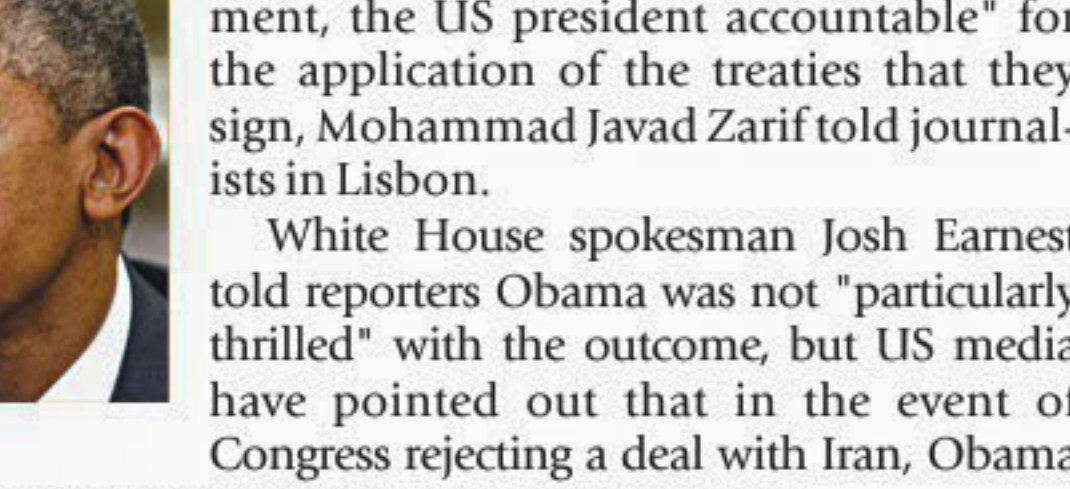 ment, the US president accountable" for
the application of the treaties that they
sign, Mohammad Javad Zarif told journal-
ists in Lisbon.
White House spokesman Josh Earnest
told reporters Obama was not "particularly
thrilled" with the outcome, but US media
have pointed out that in the event of
Congress rejecting a deal with Iran, Obama